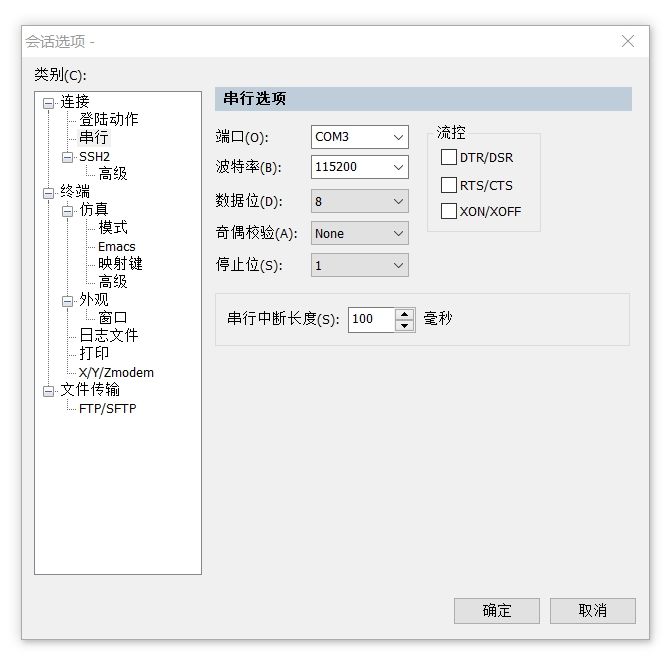 会话选项 -
类别(C):
连接
登陆动作
串行
SSH2
高级
终端
仿真
模式
Emacs
映射键
高级
外观
窗口
日志文件
打印
X/Y/Zmodem
文件传输
FTP/SFTP
串行选项
端口(O): COM3
波特率(B): 115200
数据位(D): 8
奇偶校验(A): None
停止位(S): 1
流控
DTR/DSR
RTS/CTS
XON/XOFF
串行中断长度(S): 100 毫秒
确定 取消